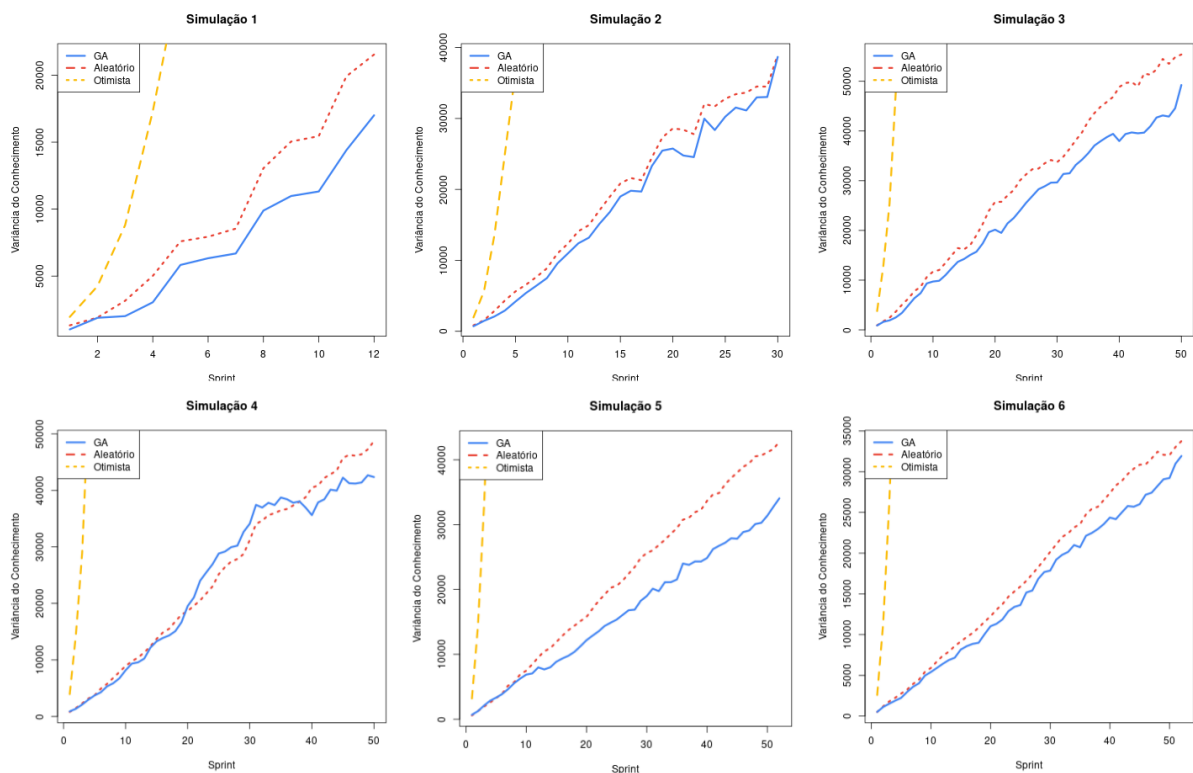 Simulação 1
GA
Aleatório
Otimista
Variância do Conhecimento
5000 10000 15000 20000
2 4 6 8 10 12
Sprint
Simulação 2
GA
Aleatório
Otimista
Variância do Conhecimento
0 10000 20000 30000 40000
0 5 10 15 20 25 30
Sprint
Simulação 3
GA
Aleatório
Otimista
Variância do Conhecimento
0 10000 20000 30000 40000 50000
0 10 20 30 40 50
Sprint
Simulação 4
GA
Aleatório
Otimista
Variância do Conhecimento
0 10000 20000 30000 40000 50000
0 10 20 30 40 50
Sprint
Simulação 5
GA
Aleatório
Otimista
Variância do Conhecimento
0 10000 20000 30000 40000
0 10 20 30 40 50
Sprint
Simulação 6
GA
Aleatório
Otimista
Variância do Conhecimento
0 5000 10000 15000 20000 25000 30000 35000
0 10 20 30 40 50
Sprint